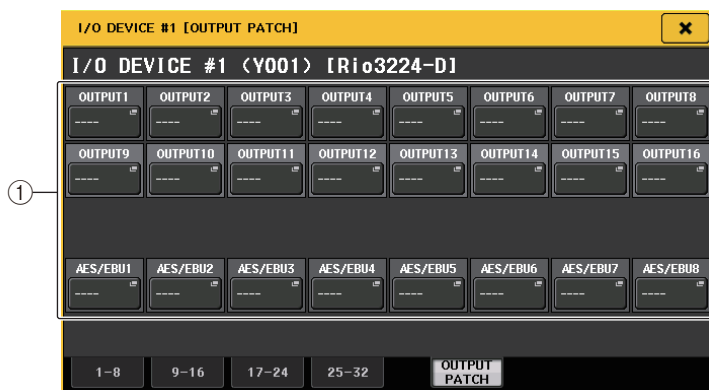 I/O DEVICE #1 [OUTPUT PATCH]
I/O DEVICE #1 (Y001) [Rio3224-D]
OUTPUT1 OUTPUT2 OUTPUT3 OUTPUT4 OUTPUT5 OUTPUT6 OUTPUT7 OUTPUT8
---- ---- ---- ---- ---- ---- ---- ----
OUTPUT9 OUTPUT10 OUTPUT11 OUTPUT12 OUTPUT13 OUTPUT14 OUTPUT15 OUTPUT16
---- ---- ---- ---- ---- ---- ---- ----
①
AES/EBU1 AES/EBU2 AES/EBU3 AES/EBU4 AES/EBU5 AES/EBU6 AES/EBU7 AES/EBU8
---- ---- ---- ---- ---- ---- ---- ----
1-8 9-16 17-24 25-32 OUTPUT
PATCH